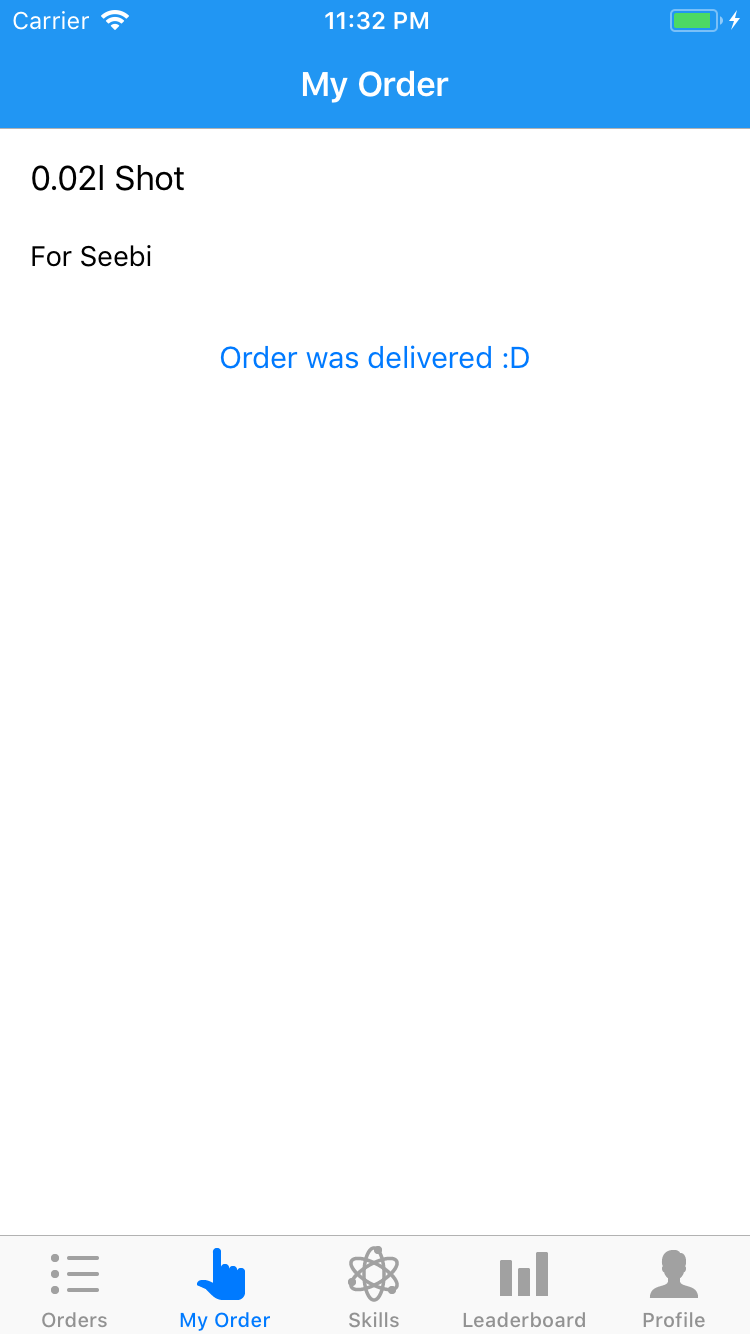 Carrier 11:32 PM
My Order
0.02l Shot
For Seebi
Order was delivered :D
Orders My Order Skills Leaderboard Profile